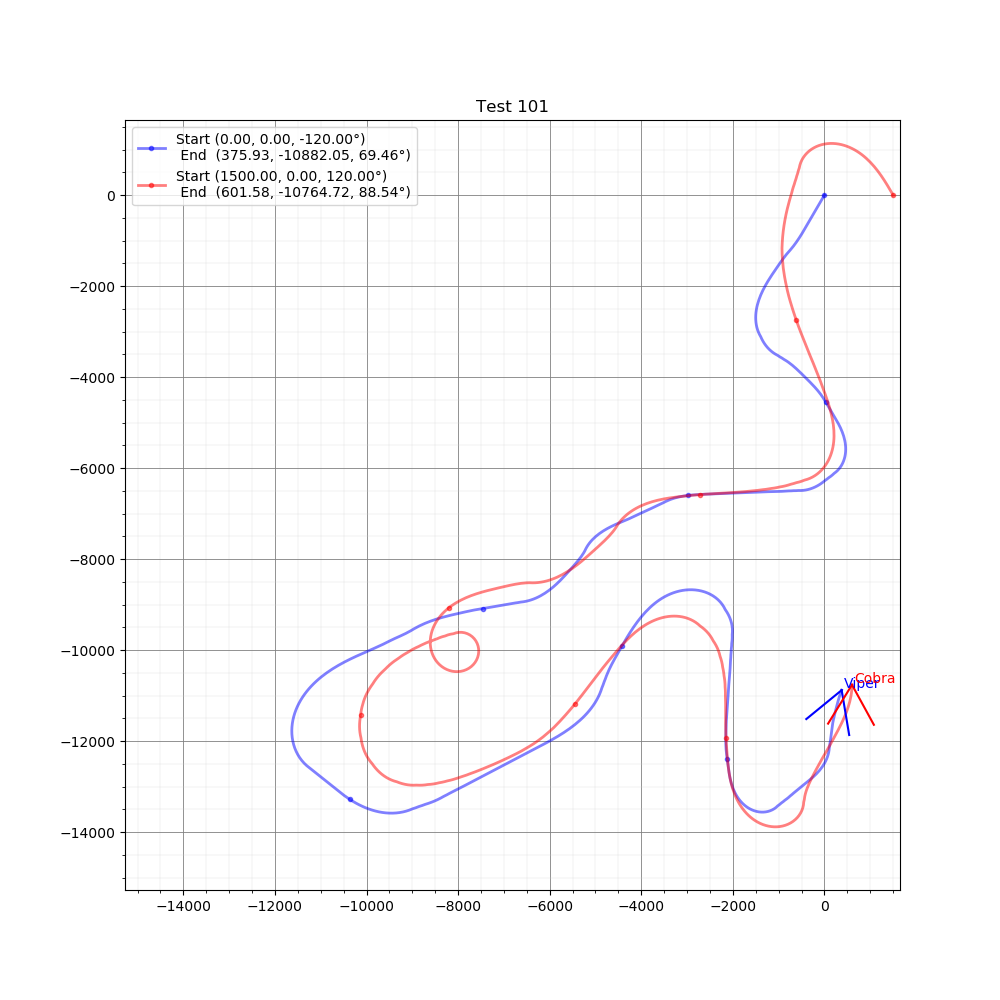 Test 101
Start (0.00, 0.00, -120.00°)
End (375.93, -10882.05, 69.46°)
Start (1500.00, 0.00, 120.00°)
End (601.58, -10764.72, 88.54°)
0
−2000
−4000
−6000
−8000
−10000
−12000
−14000
Cobra
Viper
−14000 −12000 −10000 −8000 −6000 −4000 −2000 0